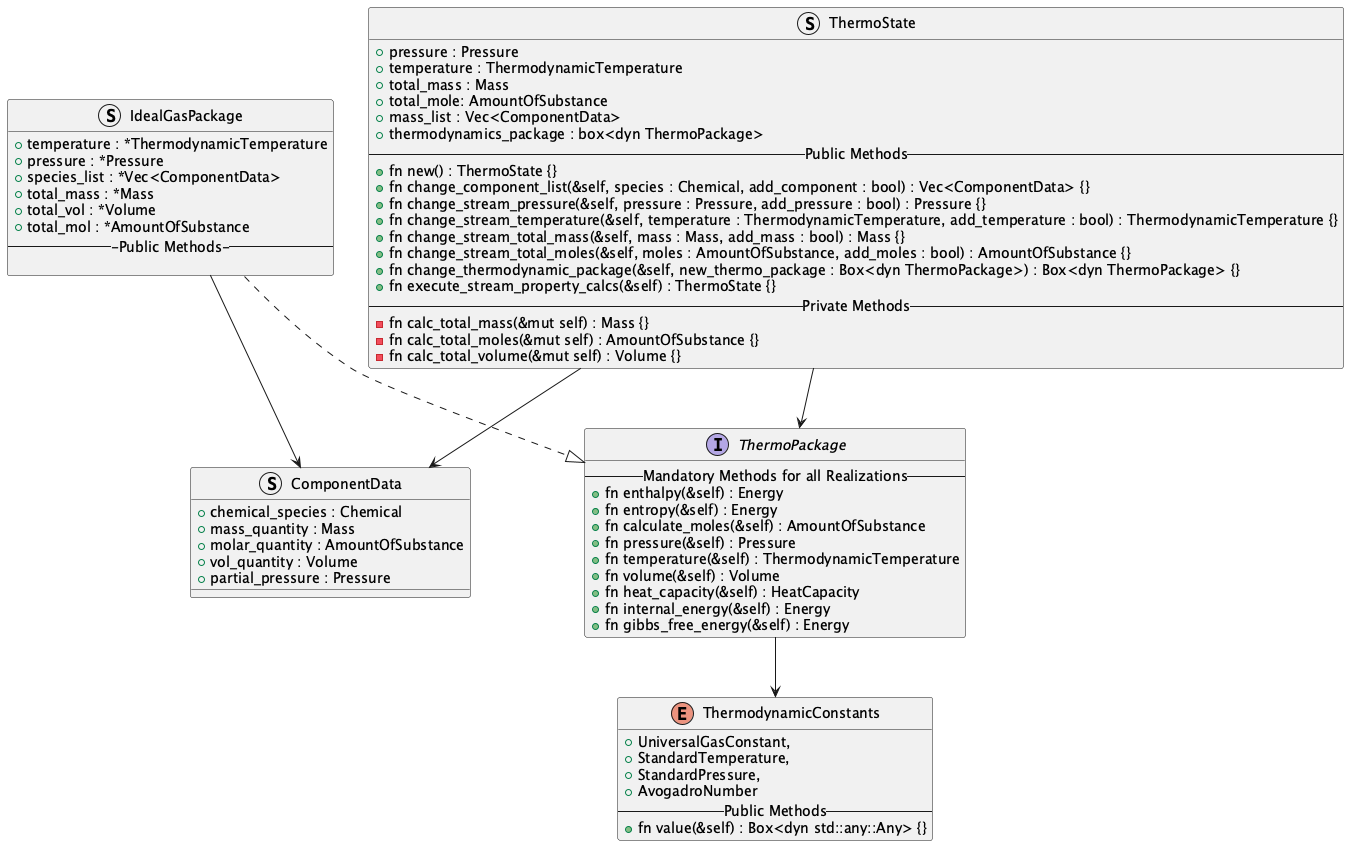 S ThermoState
pressure : Pressure
temperature : ThermodynamicTemperature
total_mass : Mass
total_mole: AmountOfSubstance
mass_list : Vec<ComponentData>
thermodynamics_package : box<dyn ThermoPackage>
Public Methods
fn new() : ThermoState {}
fn change_component_list(&self, species : Chemical, add_component : bool) : Vec<ComponentData> {}
fn change_stream_pressure(&self, pressure : Pressure, add_pressure : bool) : Pressure {}
fn change_stream_temperature(&self, temperature : ThermodynamicTemperature, add_temperature : bool) : ThermodynamicTemperature {}
fn change_stream_total_mass(&self, mass : Mass, add_mass : bool) : Mass {}
fn change_stream_total_moles(&self, moles : AmountOfSubstance, add_moles : bool) : AmountOfSubstance {}
fn change_thermodynamic_package(&self, new_thermo_package : Box<dyn ThermoPackage>) : Box<dyn ThermoPackage> {}
fn execute_stream_property_calcs(&self) : ThermoState {}
Private Methods
fn calc_total_mass(&mut self) : Mass {}
fn calc_total_moles(&mut self) : AmountOfSubstance {}
fn calc_total_volume(&mut self) : Volume {}
S IdealGasPackage
temperature : *ThermodynamicTemperature
pressure : *Pressure
species_list : *Vec<ComponentData>
total_mass : *Mass
total_vol : *Volume
total_mol : *AmountOfSubstance
-Public Methods-
I ThermoPackage
Mandatory Methods for all Realizations
fn enthalpy(&self) : Energy
fn entropy(&self) : Energy
fn calculate_moles(&self) : AmountOfSubstance
fn pressure(&self) : Pressure
fn temperature(&self) : ThermodynamicTemperature
fn volume(&self) : Volume
fn heat_capacity(&self) : HeatCapacity
fn internal_energy(&self) : Energy
fn gibbs_free_energy(&self) : Energy
S ComponentData
chemical_species : Chemical
mass_quantity : Mass
molar_quantity : AmountOfSubstance
vol_quantity : Volume
partial_pressure : Pressure
E ThermodynamicConstants
UniversalGasConstant,
StandardTemperature,
StandardPressure,
AvogadroNumber
Public Methods
fn value(&self) : Box<dyn std::any::Any> {}